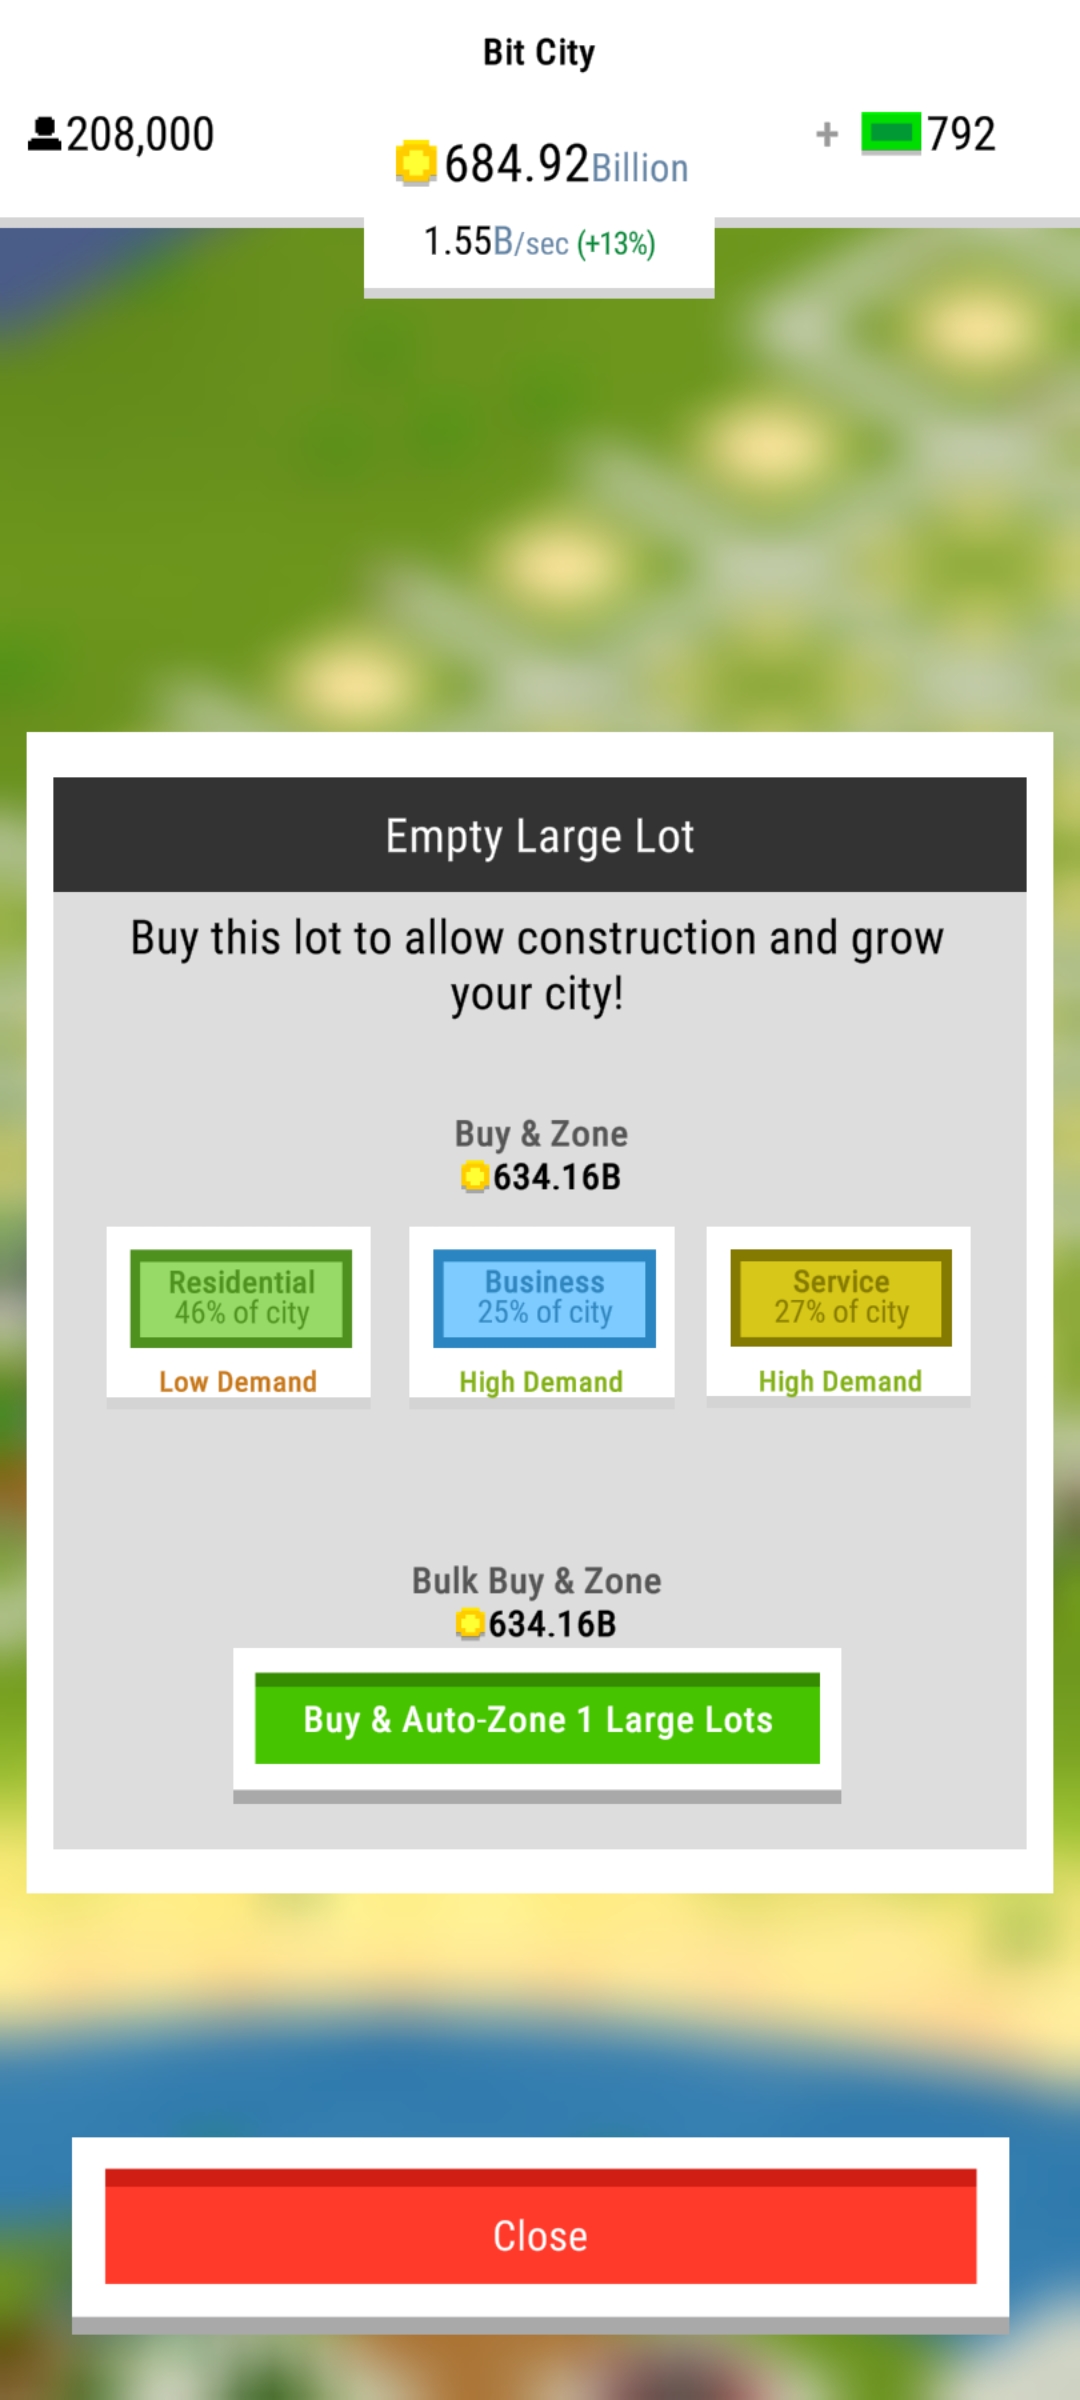 Bit City
208,000
684.92Billion
+ 792
1.55B/sec (+13%)
Empty Large Lot
Buy this lot to allow construction and grow
your city!
Buy & Zone
634.16B
Residential
46% of city
Low Demand
Business
25% of city
High Demand
Service
27% of city
High Demand
Bulk Buy & Zone
634.16B
Buy & Auto-Zone 1 Large Lots
Close